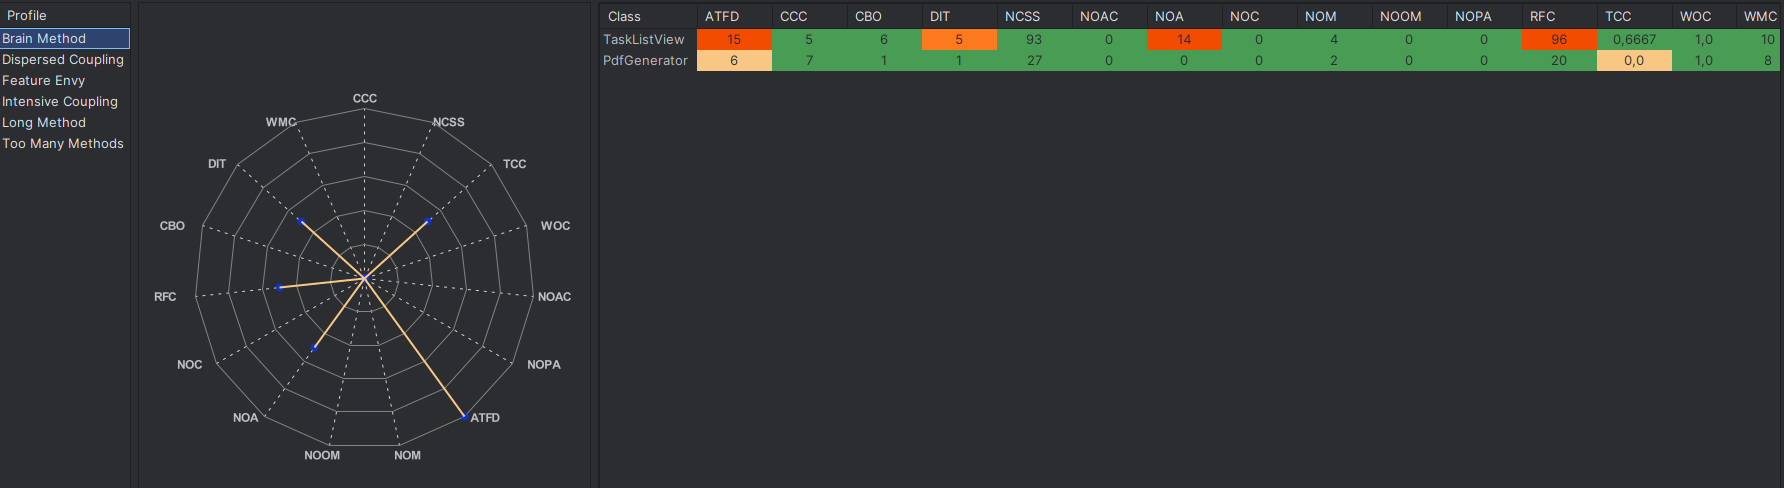 Profile
Brain Method
Dispersed Coupling
Feature Envy
Intensive Coupling
Long Method
Too Many Methods
CCC
WMC NCSS
DIT TCC
CBO WOC
RFC NOAC
NOC NOPA
NOA ATFD
NOOM NOM
Class ATFD CCC CBO DIT NCSS NOAC NOA NOC NOM NOOM NOPA RFC TCC WOC WMC
TaskListView 15 5 6 5 93 0 14 0 4 0 0 96 0,6667 1,0 10
PdfGenerator 6 7 1 1 27 0 0 0 2 0 0 20 0,0 1,0 8